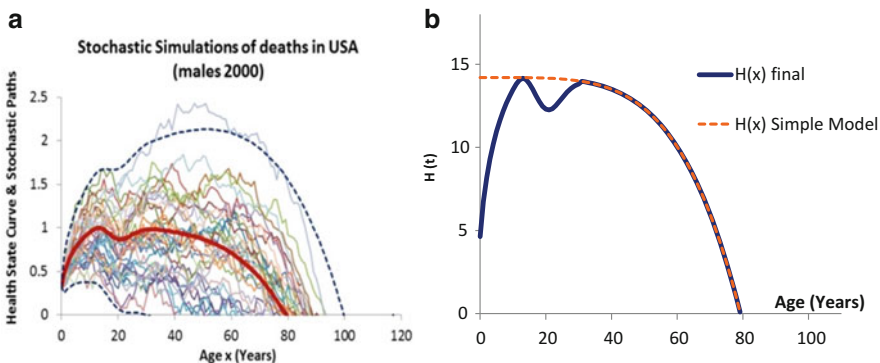 a
Stochastic Simulations of deaths in USA
(males 2000)
Health State Curve & Stochastic Paths
2.5
2
1.5
1
0.5
0
0 20 40 60 80 100 120
Age x (Years)
b
H (t)
15
10
5
0
0 20 40 60 80 100
Age (Years)
H(x) final
H(x) Simple Model